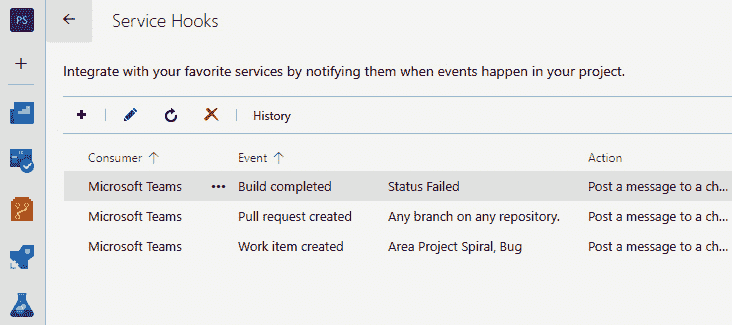 PS
Service Hooks
Integrate with your favorite services by notifying them when events happen in your project.
History
Consumer Event Action
Microsoft Teams Build completed Status Failed Post a message to a ch...
Microsoft Teams Pull request created Any branch on any repository. Post a message to a ch...
Microsoft Teams Work item created Area Project Spiral, Bug Post a message to a ch...